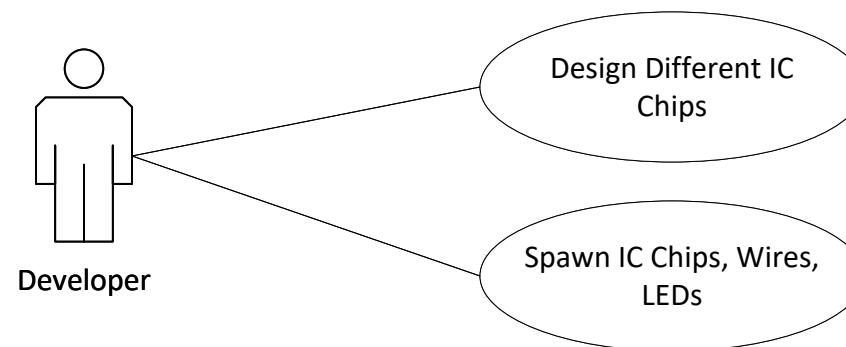 Design Different IC
Chips
Developer
Spawn IC Chips, Wires,
LEDs